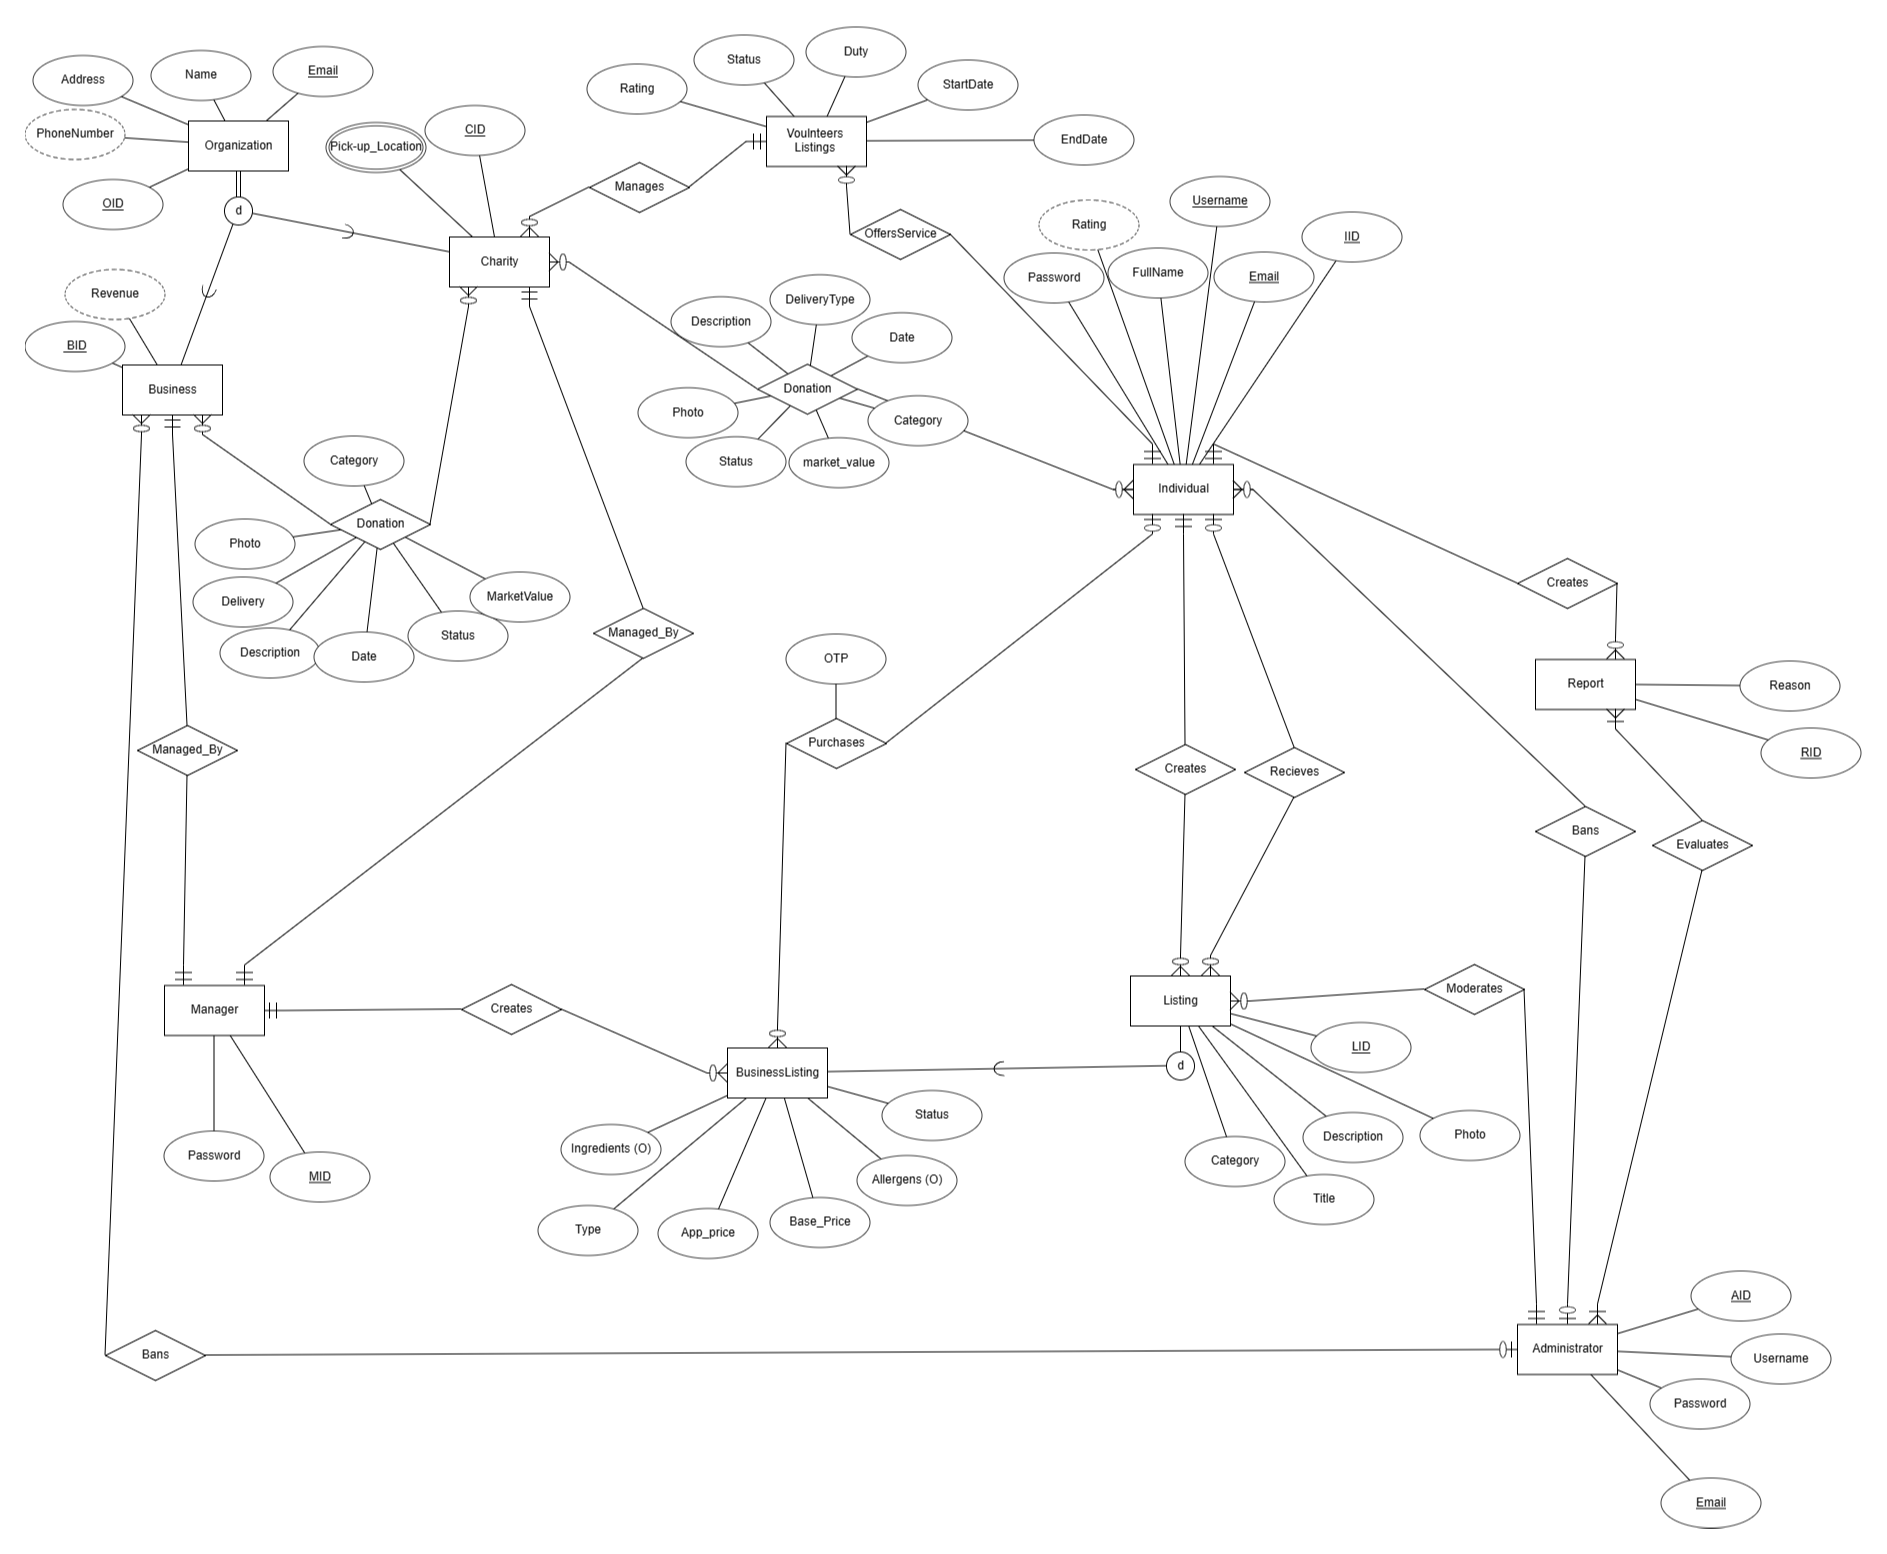 Duty
Status
Name
Email
Address
StartDate
Rating
CID
PhoneNumber
Voulnteers
Listings
EndDate
Organization
Pick-up_Location
Manages
Username
OID
d
Rating
OffersService
IID
Charity
FullName
Password
Email
Revenue
DeliveryType
Description
Date
BID
Business
Donation
Photo
Category
Category
Status
market_value
Individual
Donation
Photo
Creates
MarketValue
Delivery
Managed_By
Status
Description
Date
OTP
Report
Reason
Purchases
Managed_By
RID
Creates
Recieves
Bans
Evaluates
Moderates
Listing
Manager
Creates
LID
d
BusinessListing
Status
Photo
Description
Ingredients (O)
Password
Category
MID
Allergens (O)
Title
Base_Price
Type
App_price
AID
Administrator
Bans
Username
Password
Email